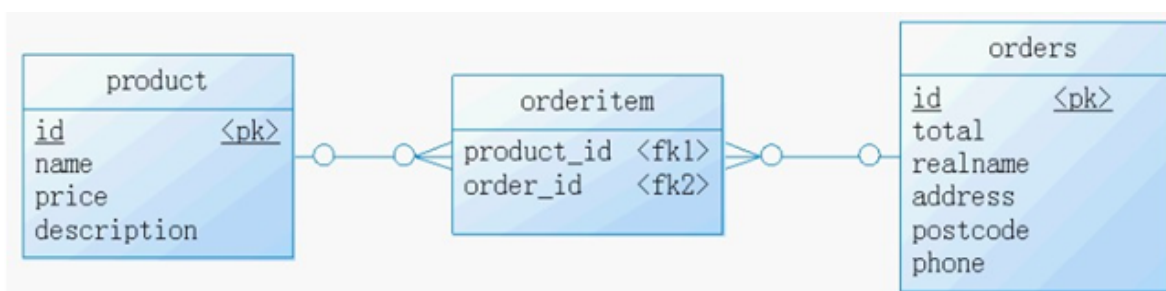 product
id <pk>
name
price
description
orderitem
product_id <fk1>
order_id <fk2>
orders
id <pk>
total
realname
address
postcode
phone